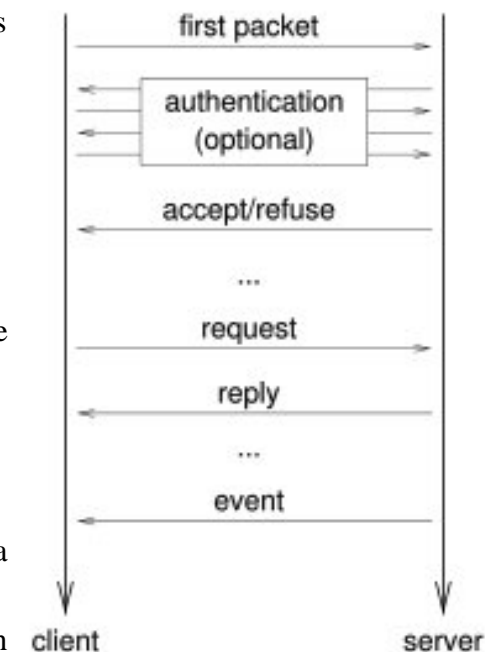 s
first packet
authentication
(optional)
accept/refuse
...
e
request
reply
...
event
a
n
client
server